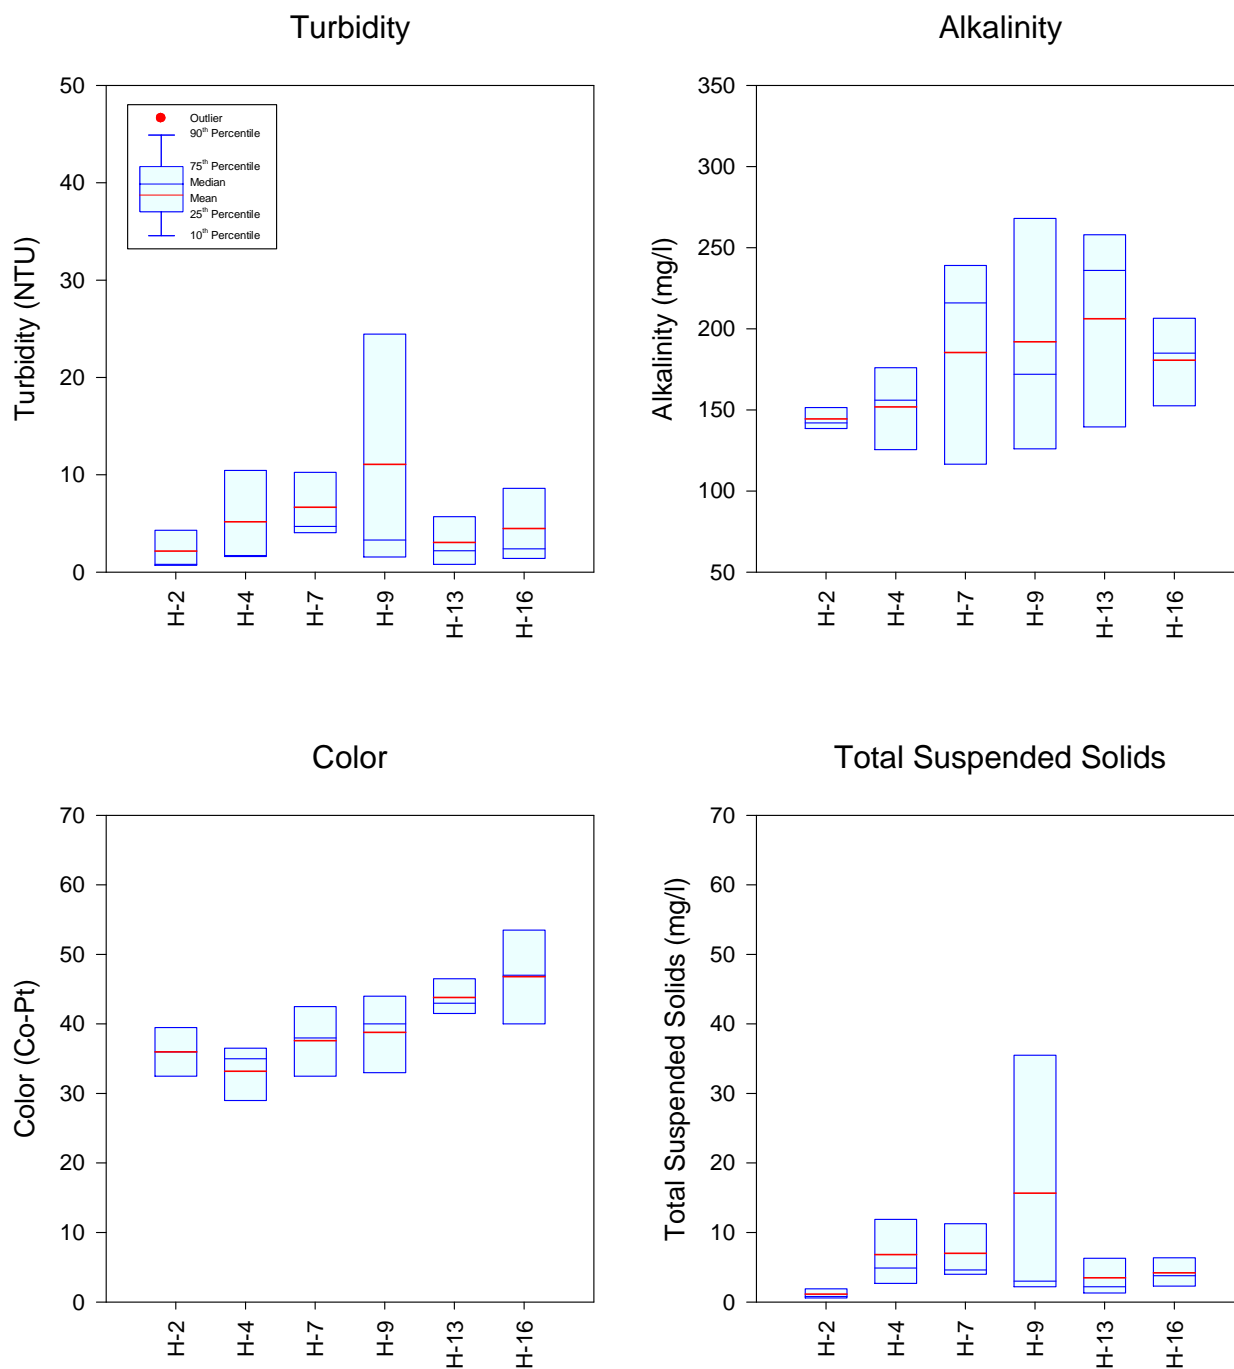 Turbidity
Turbidity (NTU)
50
40
30
20
10
0
Outlier
90th Percentile
75th Percentile
Median
Mean
25th Percentile
10th Percentile
H-2
H-4
H-7
H-9
H-13
H-16
Alkalinity
Alkalinity (mg/l)
350
300
250
200
150
100
50
H-2
H-4
H-7
H-9
H-13
H-16
Color
Color (Co-Pt)
70
60
50
40
30
20
10
0
H-2
H-4
H-7
H-9
H-13
H-16
Total Suspended Solids
Total Suspended Solids (mg/l)
70
60
50
40
30
20
10
0
H-2
H-4
H-7
H-9
H-13
H-16